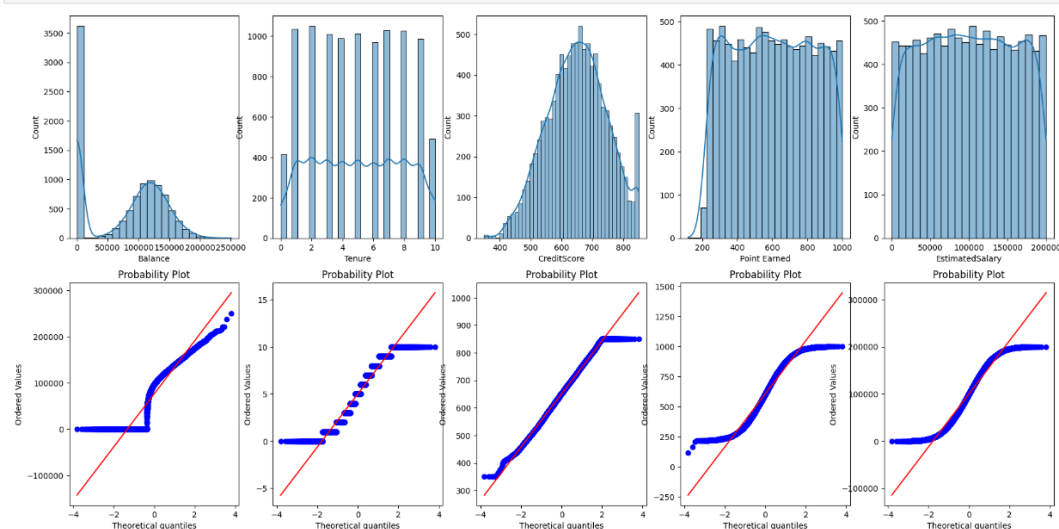 3500
3000
2500
2000
1500
1000
500
0
Count
0 50000 100000 150000 200000 250000
Balance
1000
800
600
400
200
0
Count
0 2 4 6 8 10
Tenure
500
400
300
200
100
0
Count
400 500 600 700 800
CreditScore
500
400
300
200
100
0
Count
200 400 600 800 1000
Point Earned
500
400
300
200
100
0
Count
0 50000 100000 150000 200000
EstimatedSalary
Probability Plot
300000
200000
100000
0
−100000
Ordered Values
−4 −2 0 2 4
Theoretical quantiles
Probability Plot
15
10
5
0
−5
Ordered Values
−4 −2 0 2 4
Theoretical quantiles
Probability Plot
1000
900
800
700
600
500
400
300
Ordered Values
−4 −2 0 2 4
Theoretical quantiles
Probability Plot
1500
1250
1000
750
500
250
0
−250
Ordered Values
−4 −2 0 2 4
Theoretical quantiles
Probability Plot
300000
200000
100000
0
−100000
Ordered Values
−4 −2 0 2 4
Theoretical quantiles